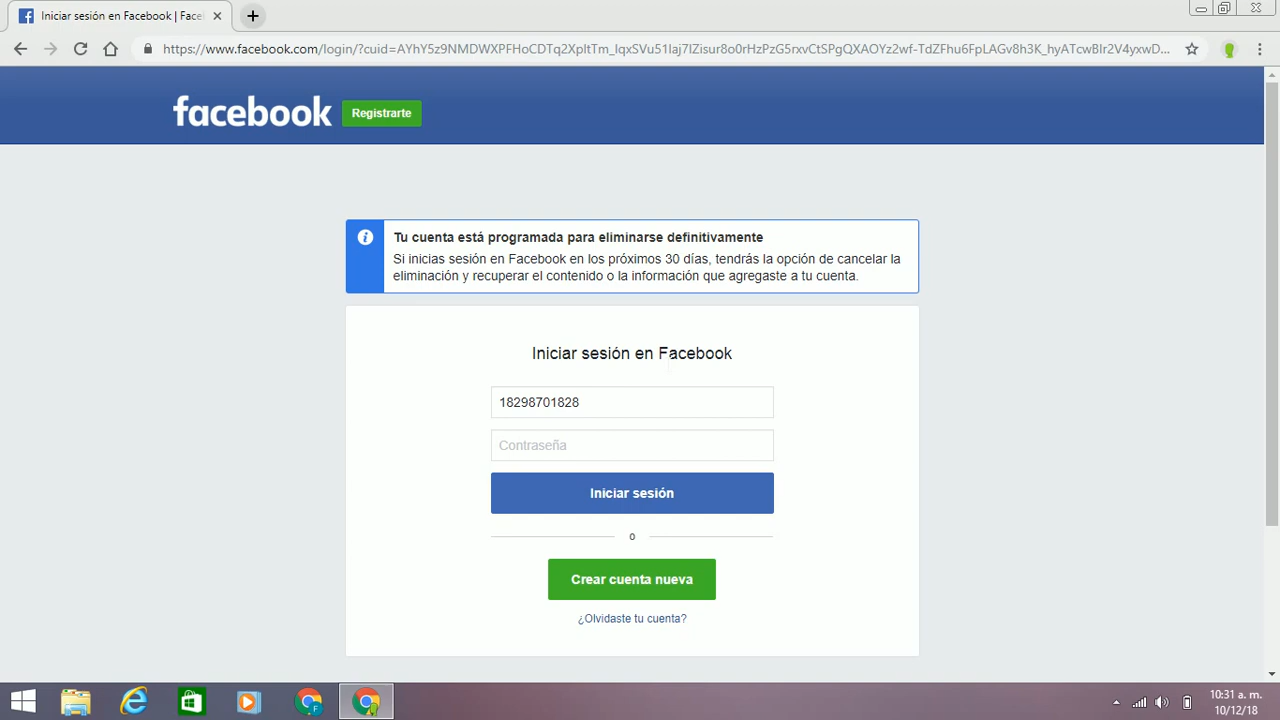 Iniciar sesión en Facebook | Face
https://www.facebook.com/login/?cuid=
facebook
Registrarte
Tu cuenta está programada para eliminarse definitivamente
Si inicias sesión en Facebook en los próximos 30 días, tendrás la opción de cancelar la
eliminación y recuperar el contenido o la información que agregaste a tu cuenta.
Iniciar sesión en Facebook
18298701828
Contraseña
Iniciar sesión
o
Crear cuenta nueva
¿Olvidaste tu cuenta?
10:31 a. m.
10/12/18